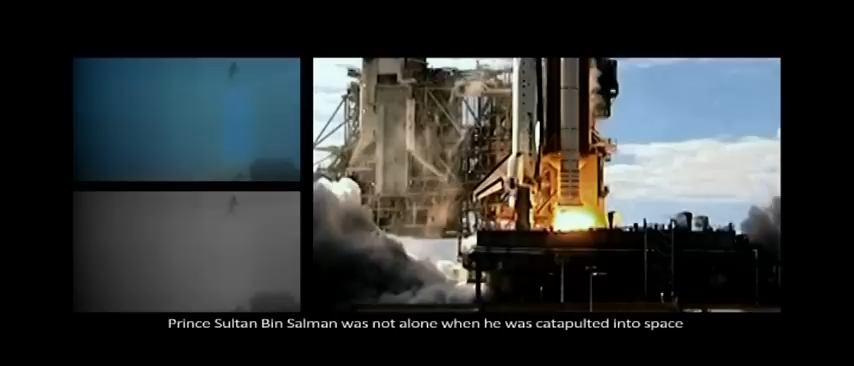 Prince Sultan Bin Salman was not alone when he was catapulted into space